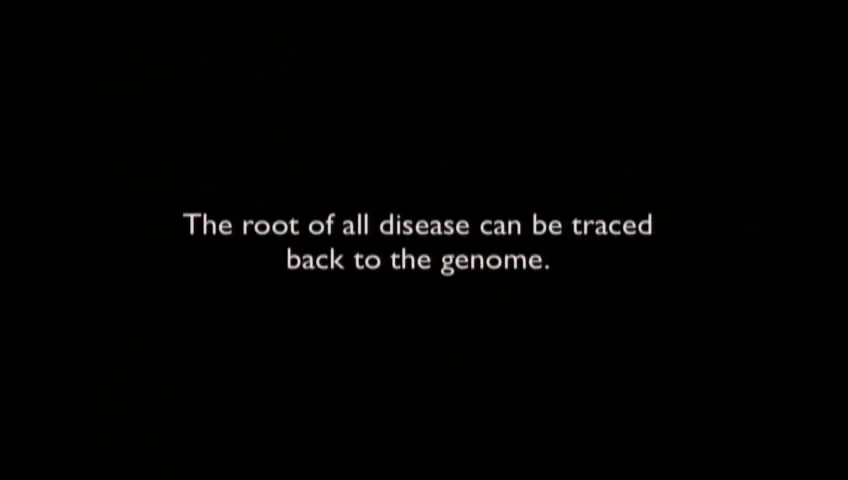 The root of all disease can be traced
back to the genome.